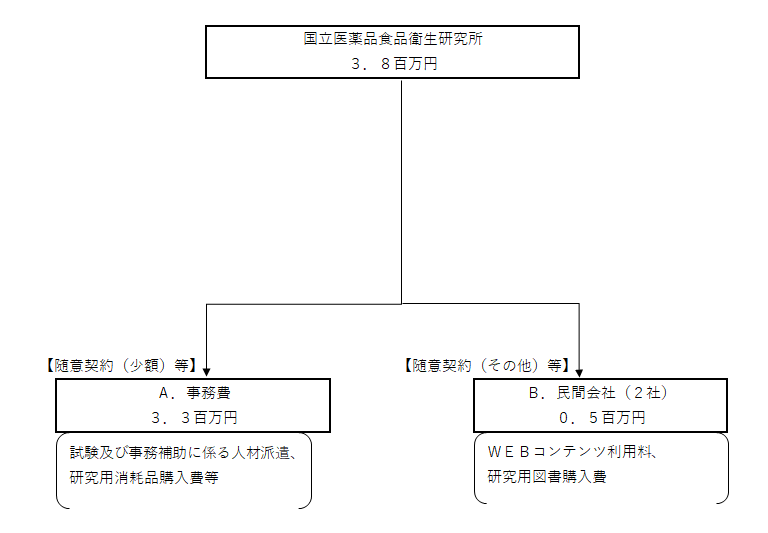 国立医薬品食品衛生研究所
３．８百万円
【随意契約（少額）等】
【随意契約（その他）等】
Ａ．事務費
３．３百万円
Ｂ．民間会社（２社）
０．５百万円
試験及び事務補助に係る人材派遣、
研究用消耗品購入費等
ＷＥＢコンテンツ利用料、
研究用図書購入費